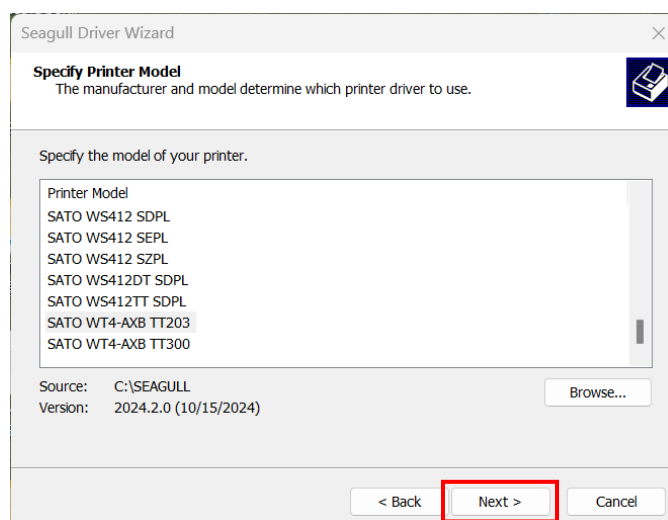 Seagull Driver Wizard
Specify Printer Model
The manufacturer and model determine which printer driver to use.
Specify the model of your printer.
Printer Model
SATO WS412 SDPL
SATO WS412 SEPL
SATO WS412 SZPL
SATO WS412DT SDPL
SATO WS412TT SDPL
SATO WT4-AXB TT203
SATO WT4-AXB TT300
Source: C:\SEAGULL
Browse...
Version: 2024.2.0 (10/15/2024)
< Back Next > Cancel